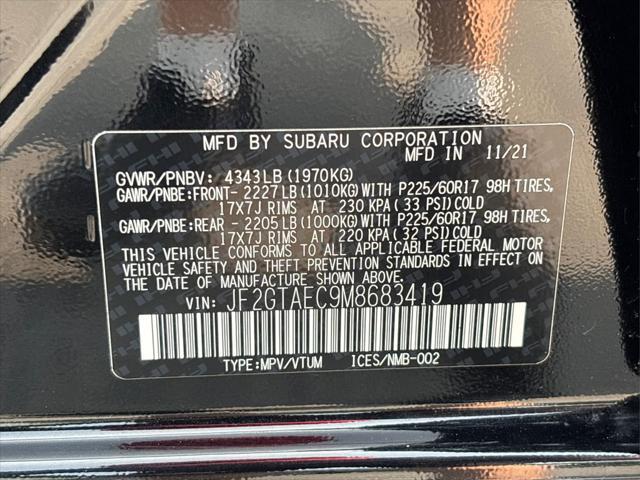 MFD BY SUBARU CORPORATION
MFD IN 11/21
GVWR/PNBV: 4343LB (1970KG)
GAWR/PNBE:FRONT- 2227 LB (1010KG) WITH P225/60R17 98H TIRES,
17X7J RIMS AT 230 KPA (33 PSI) COLD
GAWR/PNBE:REAR - 2205 LB (1000KG) WITH P225/60R17 98H TIRES,
17X7J RIMS AT 220 KPA (32 PSI) COLD
THIS VEHICLE CONFORMS TO ALL APPLICABLE FEDERAL MOTOR
VEHICLE SAFETY AND THEFT PREVENTION STANDARDS IN EFFECT
ON THE DATE OF MANUFACTURE SHOWN ABOVE.
VIN: JF2GTAEC9M8683419
TYPE:MPV/VTUM ICES/NMB-002